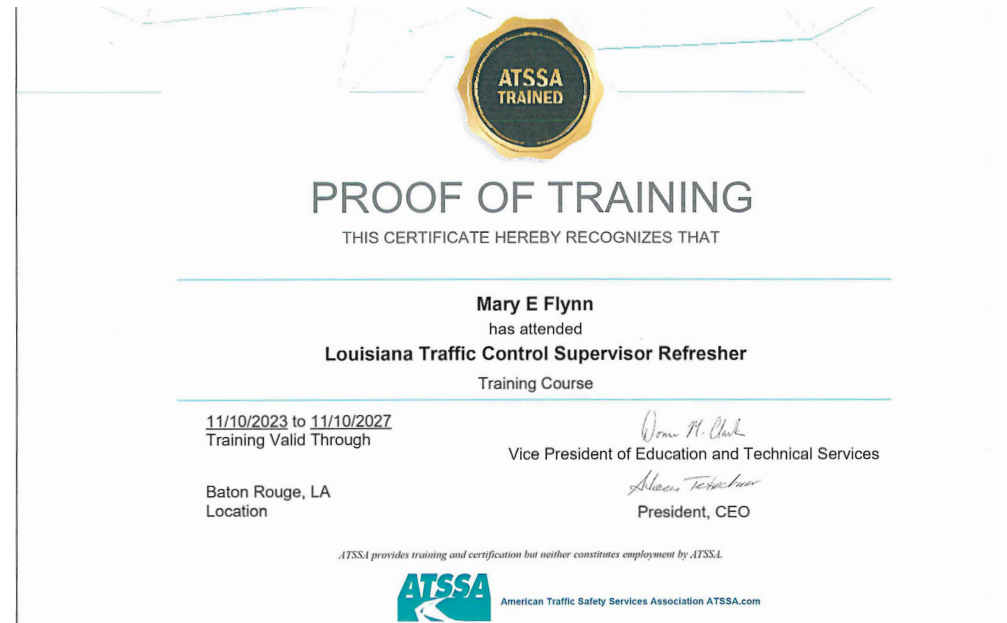 ATSSA
TRAINED
PROOF OF TRAINING
THIS CERTIFICATE HEREBY RECOGNIZES THAT
Mary E Flynn
has attended
Louisiana Traffic Control Supervisor Refresher
Training Course
11/10/2023 to 11/10/2027
Training Valid Through
Donna M. Clark
Vice President of Education and Technical Services
Baton Rouge, LA
Location
President, CEO
ATSSA provides training and certification but neither constitutes employment by ATSSA.
ATSSA
American Traffic Safety Services Association ATSSA.com